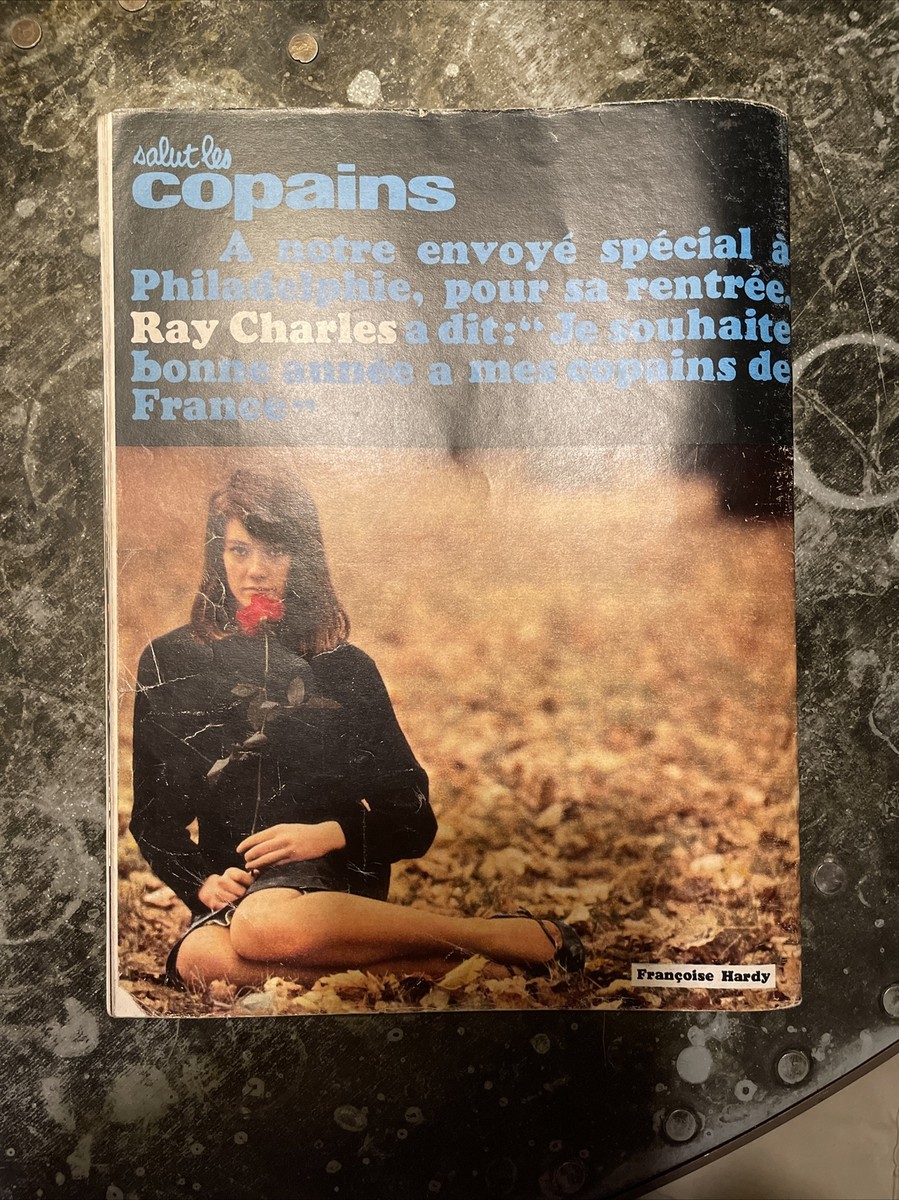 salut les
copains
A notre envoyé spécial à
Philadelphie, pour sa rentrée,
Ray Charles a dit: “Je souhaite
bonne année a mes copains de
France”
Françoise Hardy